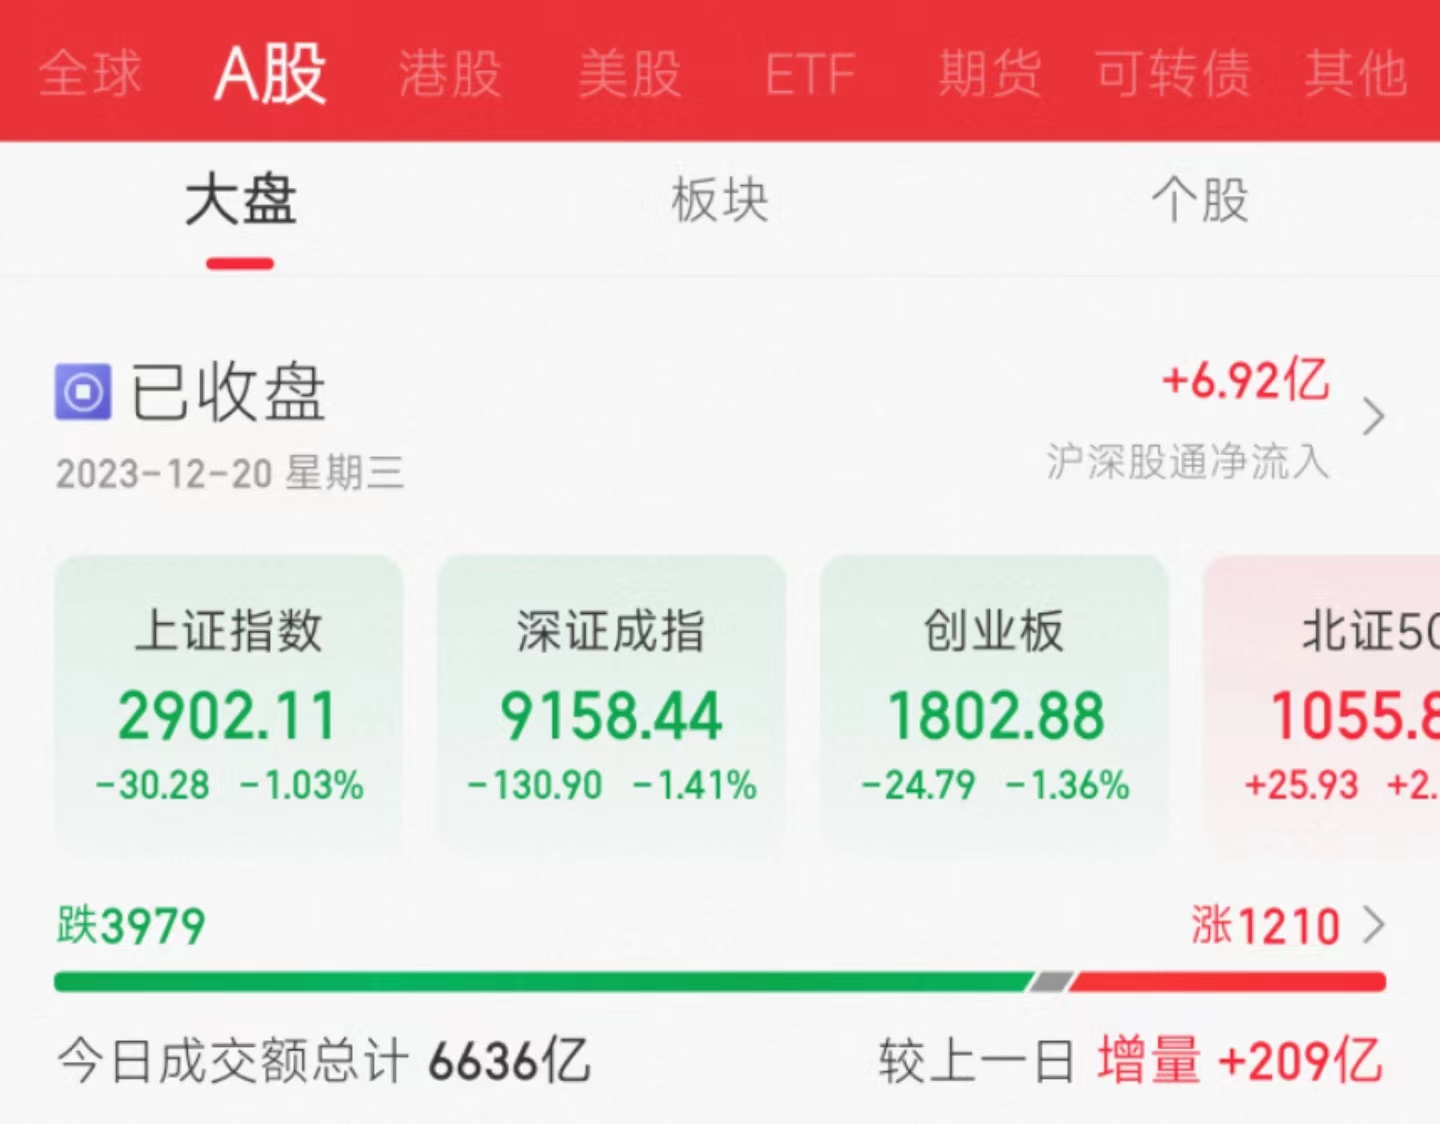 全球 A股 港股 美股 ETF 期货 可转债 其他
大盘 板块 个股
已收盘 +6.92亿
2023-12-20 星期三 沪深股通净流入
上证指数 深证成指 创业板 北证50
2902.11 9158.44 1802.88 1055.8
-30.28 -1.03% -130.90 -1.41% -24.79 -1.36% +25.93 +2.
跌3979 涨1210
今日成交额总计 6636亿 较上一日 增量 +209亿